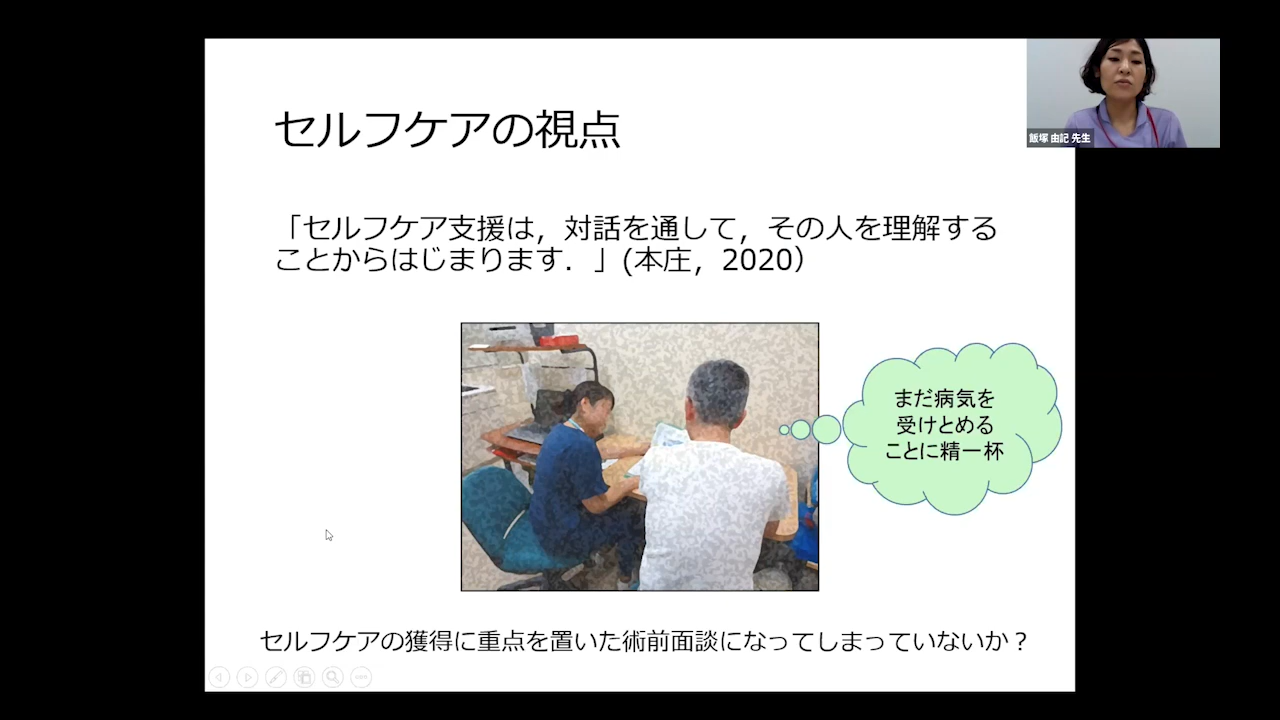 セルフケアの視点
飯塚 由記 先生
「セルフケア支援は，対話を通して，その人を理解する
ことからはじまります．」(本庄，2020）
まだ病気を
受けとめる
ことに精一杯
セルフケアの獲得に重点を置いた術前面談になってしまっていないか？